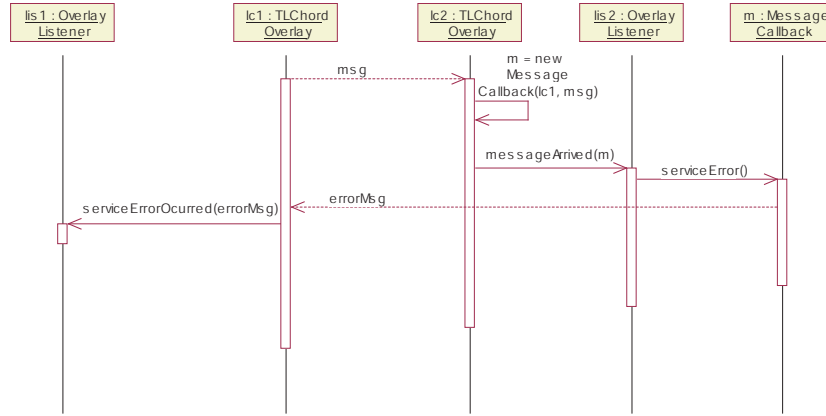 lis1 : Overlay
Listener
lc1 : TLChord
Overlay
lc2 : TLChord
Overlay
lis2 : Overlay
Listener
m : Message
Callback
msg
m = new
Message
Callback(lc1, msg)
messageArrived(m)
serviceError()
errorMsg
serviceErrorOcurred(errorMsg)